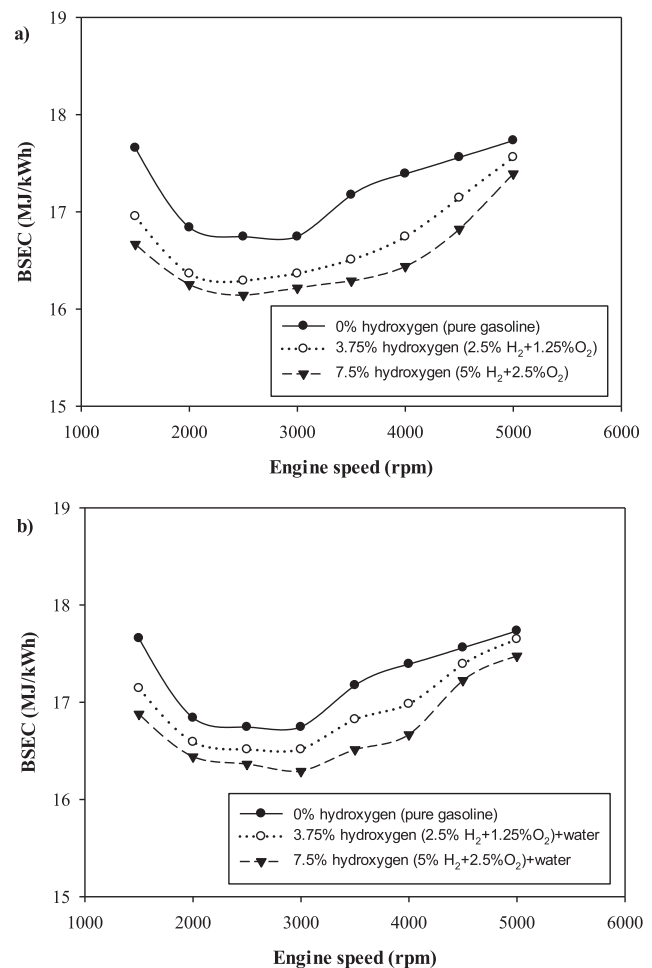 a)
19
18
17
16
15
BSEC (MJ/kWh)
0% hydroxygen (pure gasoline)
3.75% hydroxygen (2.5% H2+1.25%O2)
7.5% hydroxygen (5% H2+2.5%O2)
1000 2000 3000 4000 5000 6000
Engine speed (rpm)
b)
19
18
17
16
15
BSEC (MJ/kWh)
0% hydroxygen (pure gasoline)
3.75% hydroxygen (2.5% H2+1.25%O2)+water
7.5% hydroxygen (5% H2+2.5%O2)+water
1000 2000 3000 4000 5000 6000
Engine speed (rpm)